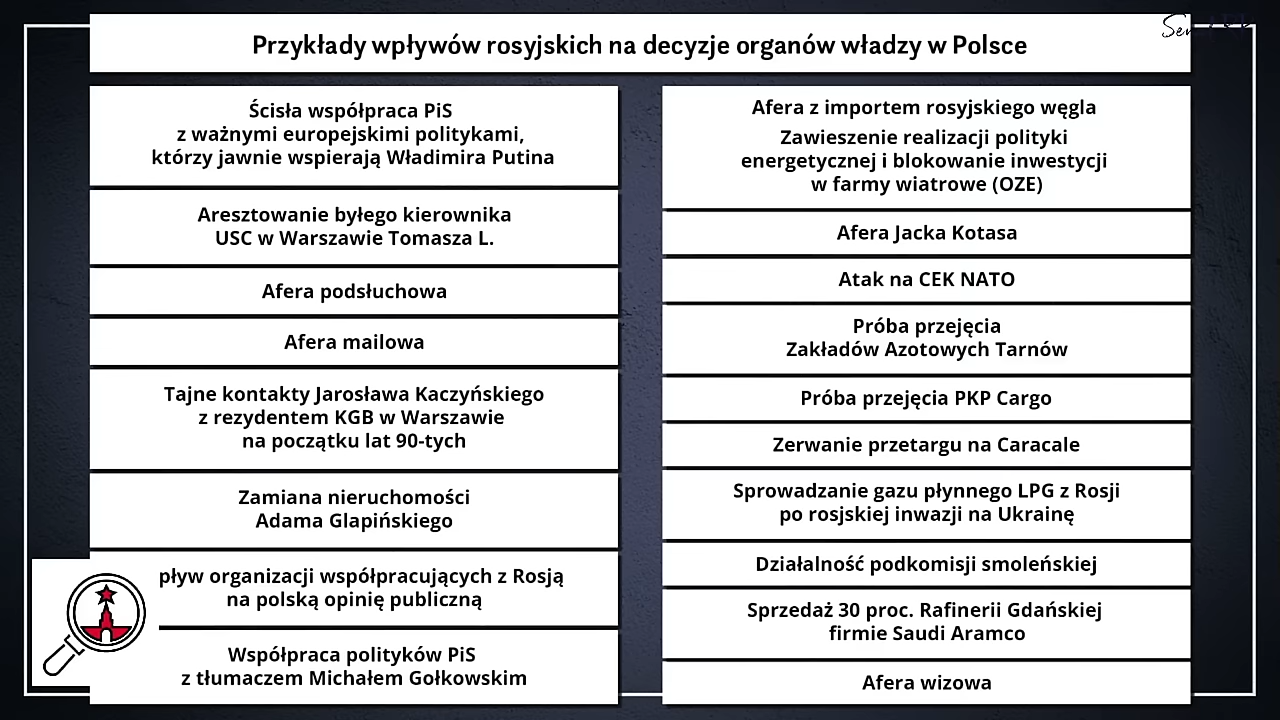 Przykłady wpływów rosyjskich na decyzje organów władzy w Polsce
Ścisła współpraca PiS
z ważnymi europejskimi politykami,
którzy jawnie wspierają Władimira Putina
Aresztowanie byłego kierownika
USC w Warszawie Tomasza L.
Afera podsłuchowa
Afera mailowa
Tajne kontakty Jarosława Kaczyńskiego
z rezydentem KGB w Warszawie
na początku lat 90-tych
Zamiana nieruchomości
Adama Glapińskiego
pływ organizacji współpracujących z Rosją
na polską opinię publiczną
Współpraca polityków PiS
z tłumaczem Michałem Gołkowskim
Afera z importem rosyjskiego węgla
Zawieszenie realizacji polityki
energetycznej i blokowanie inwestycji
w farmy wiatrowe (OZE)
Afera Jacka Kotasa
Atak na CEK NATO
Próba przejęcia
Zakładów Azotowych Tarnów
Próba przejęcia PKP Cargo
Zerwanie przetargu na Caracale
Sprowadzanie gazu płynnego LPG z Rosji
po rosjskiej inwazji na Ukrainę
Działalność podkomisji smoleńskiej
Sprzedaż 30 proc. Rafinerii Gdańskiej
firmie Saudi Aramco
Afera wizowa